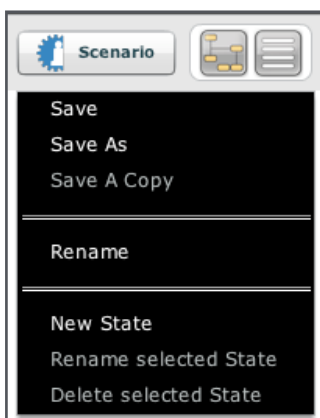 Scenario
Save
Save As
Save A Copy
Rename
New State
Rename selected State
Delete selected State